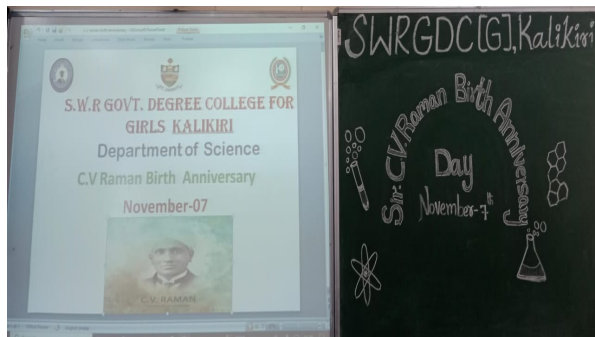 S.W.R GOVT. DEGREE COLLEGE FOR
GIRLS KALIKIRI
Department of Science
C.V Raman Birth Anniversary
November-07
C.V. RAMAN
SWRGDC[G], Kalikiri
Sir. C.V. Raman Birth Anniversary
Day
November-7th